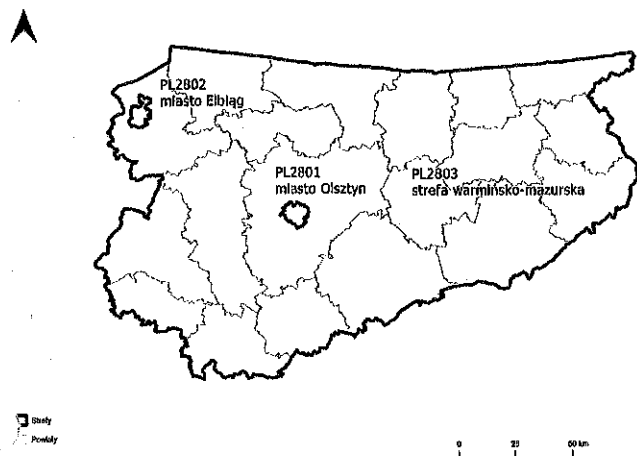 PL2802
miasto Elbląg
PL2801
miasto Olsztyn
PL2803
strefa warmińsko-mazurska
Strefy
Powiaty
0 25 50 km